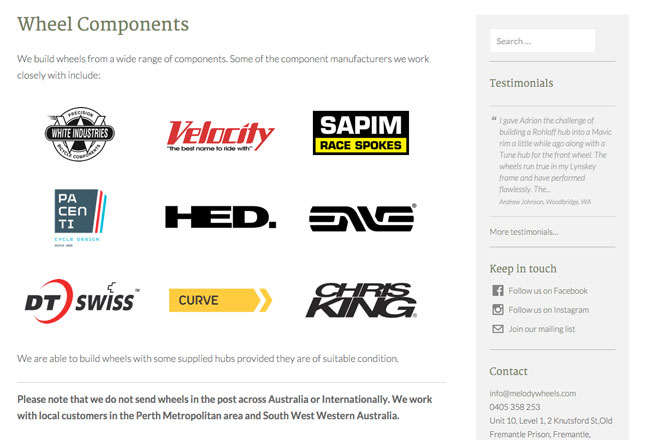 Wheel Components
We build wheels from a wide range of components. Some of the component manufacturers we work
closely with include:
PRECISION
WHITE INDUSTRIES
BICYCLE COMPONENTS
Velocity
"the best name to ride with"
SAPIM
RACE SPOKES
PA
CEN
TI
CYCLE DESIGN
HED.
ENVE®
DT SWISS™
CURVE
CHRIS
KING®
We are able to build wheels with some supplied hubs provided they are of suitable condition.
Please note that we do not send wheels in the post across Australia or Internationally. We work
with local customers in the Perth Metropolitan area and South West Western Australia.
Search ...
Testimonials
“ I gave Adrian the challenge of
building a Rohloff hub into a Mavic
rim a little while ago along with a
Tune hub for the front wheel. The
wheels run true in my Lynskey
frame and have performed
flawlessly. The...
Andrew Johnson, Woodbridge, WA
More testimonials...
Keep in touch
Follow us on Facebook
Follow us on Instagram
Join our mailing list
Contact
info@melodywheels.com
0405 358 253
Unit 10, Level 1, 2 Knutsford St,Old
Fremantle Prison, Fremantle,